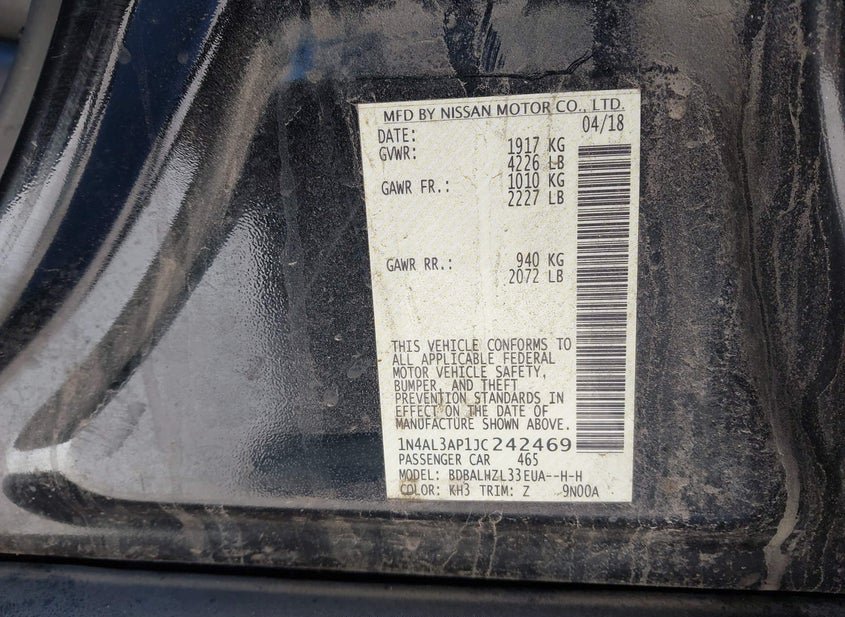 MFD BY NISSAN MOTOR CO., LTD.
DATE: 04/18
GVWR: 1917 KG
4226 LB
GAWR FR.: 1010 KG
2227 LB
GAWR RR.: 940 KG
2072 LB
THIS VEHICLE CONFORMS TO
ALL APPLICABLE FEDERAL
MOTOR VEHICLE SAFETY,
BUMPER, AND THEFT
PREVENTION STANDARDS IN
EFFECT ON THE DATE OF
MANUFACTURE SHOWN ABOVE.
1N4AL3AP1JC242469
PASSENGER CAR 465
MODEL: BDBALHZL33EUA--H-H
COLOR: KH3 TRIM: Z 9N00A